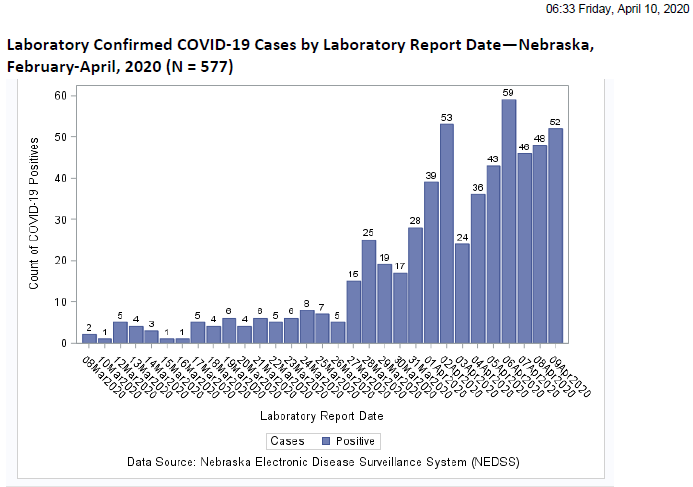 06:33 Friday, April 10, 2020
Laboratory Confirmed COVID-19 Cases by Laboratory Report Date—Nebraska,
February-April, 2020 (N = 577)
Count of COVID-19 Positives
60
50
40
30
20
10
0
2
1
5
4
3
1
1
5
4
6
4
6
5
6
8
7
5
15
25
19
17
28
39
53
24
36
43
59
46
48
52
08Mar2020
10Mar2020
12Mar2020
13Mar2020
14Mar2020
15Mar2020
16Mar2020
17Mar2020
18Mar2020
19Mar2020
20Mar2020
21Mar2020
22Mar2020
23Mar2020
24Mar2020
25Mar2020
26Mar2020
27Mar2020
28Mar2020
29Mar2020
30Mar2020
31Mar2020
01Apr2020
02Apr2020
03Apr2020
04Apr2020
05Apr2020
06Apr2020
07Apr2020
08Apr2020
09Apr2020
Laboratory Report Date
Cases Positive
Data Source: Nebraska Electronic Disease Surveillance System (NEDSS)